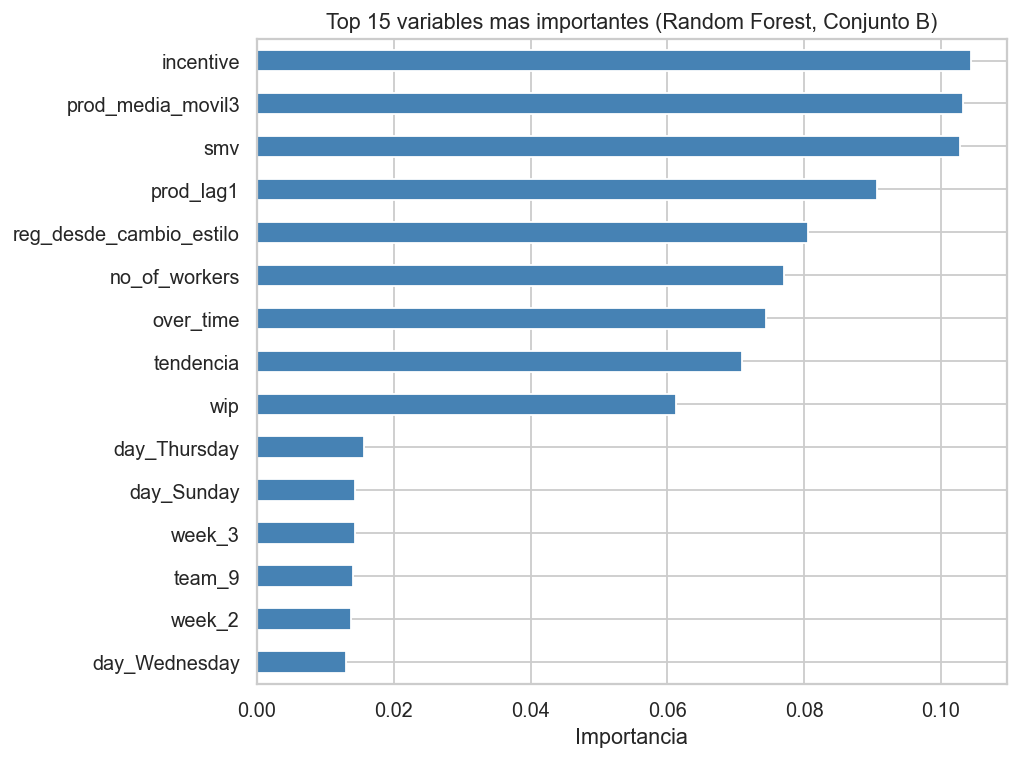 Top 15 variables mas importantes (Random Forest, Conjunto B)
incentive
prod_media_movil3
smv
prod_lag1
reg_desde_cambio_estilo
no_of_workers
over_time
tendencia
wip
day_Thursday
day_Sunday
week_3
team_9
week_2
day_Wednesday
0.00 0.02 0.04 0.06 0.08 0.10
Importancia